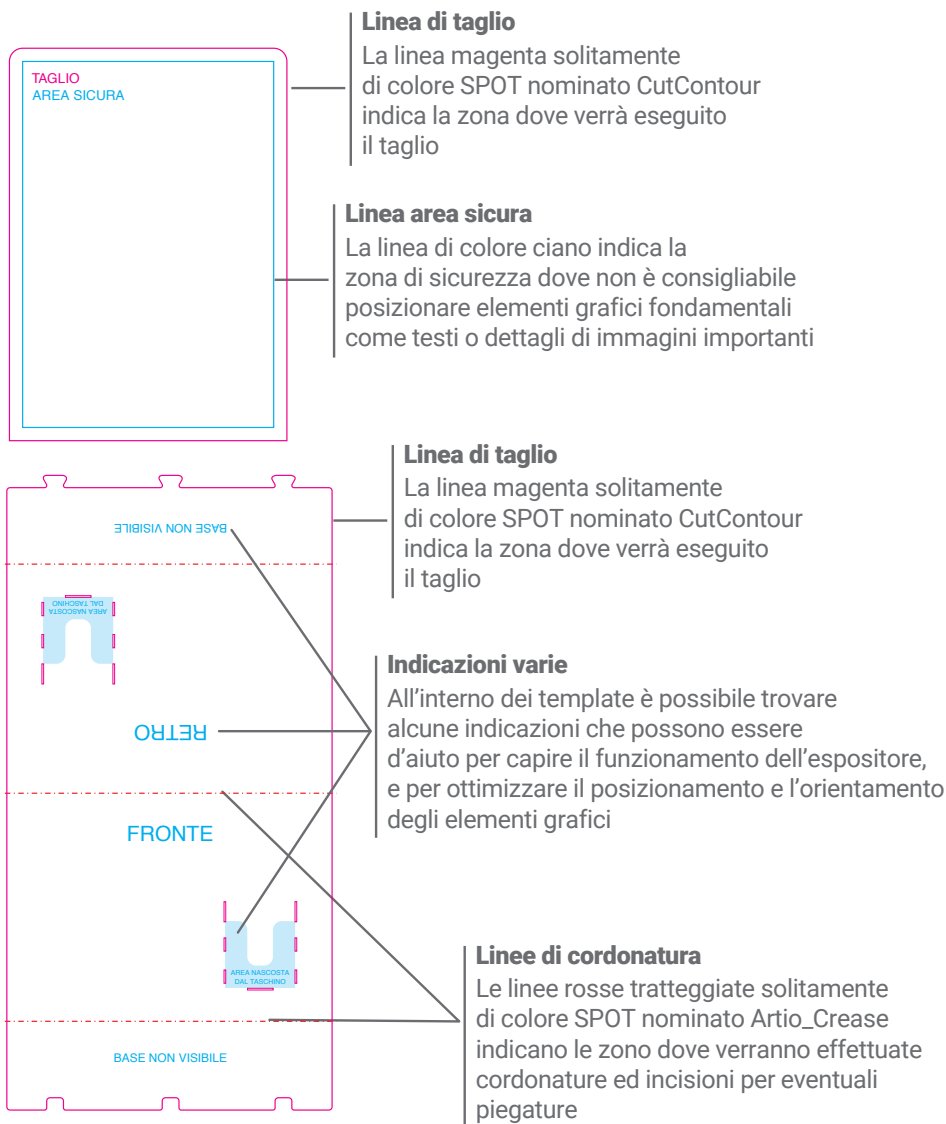 Linea di taglio
La linea magenta solitamente
di colore SPOT nominato CutContour
indica la zona dove verrà eseguito
il taglio
TAGLIO
AREA SICURA
Linea area sicura
La linea di colore ciano indica la
zona di sicurezza dove non è consigliabile
posizionare elementi grafici fondamentali
come testi o dettagli di immagini importanti
Linea di taglio
La linea magenta solitamente
di colore SPOT nominato CutContour
indica la zona dove verrà eseguito
il taglio
BASE NON VISIBILE
AREA NASCOSTA
DAL TASCHINO
RETRO
Indicazioni varie
All'interno dei template è possibile trovare
alcune indicazioni che possono essere
d'aiuto per capire il funzionamento dell'espositore,
e per ottimizzare il posizionamento e l'orientamento
degli elementi grafici
FRONTE
AREA NASCOSTA
DAL TASCHINO
BASE NON VISIBILE
Linee di cordonatura
Le linee rosse tratteggiate solitamente
di colore SPOT nominato Artio_Crease
indicano le zono dove verranno effettuate
cordonature ed incisioni per eventuali
piegature